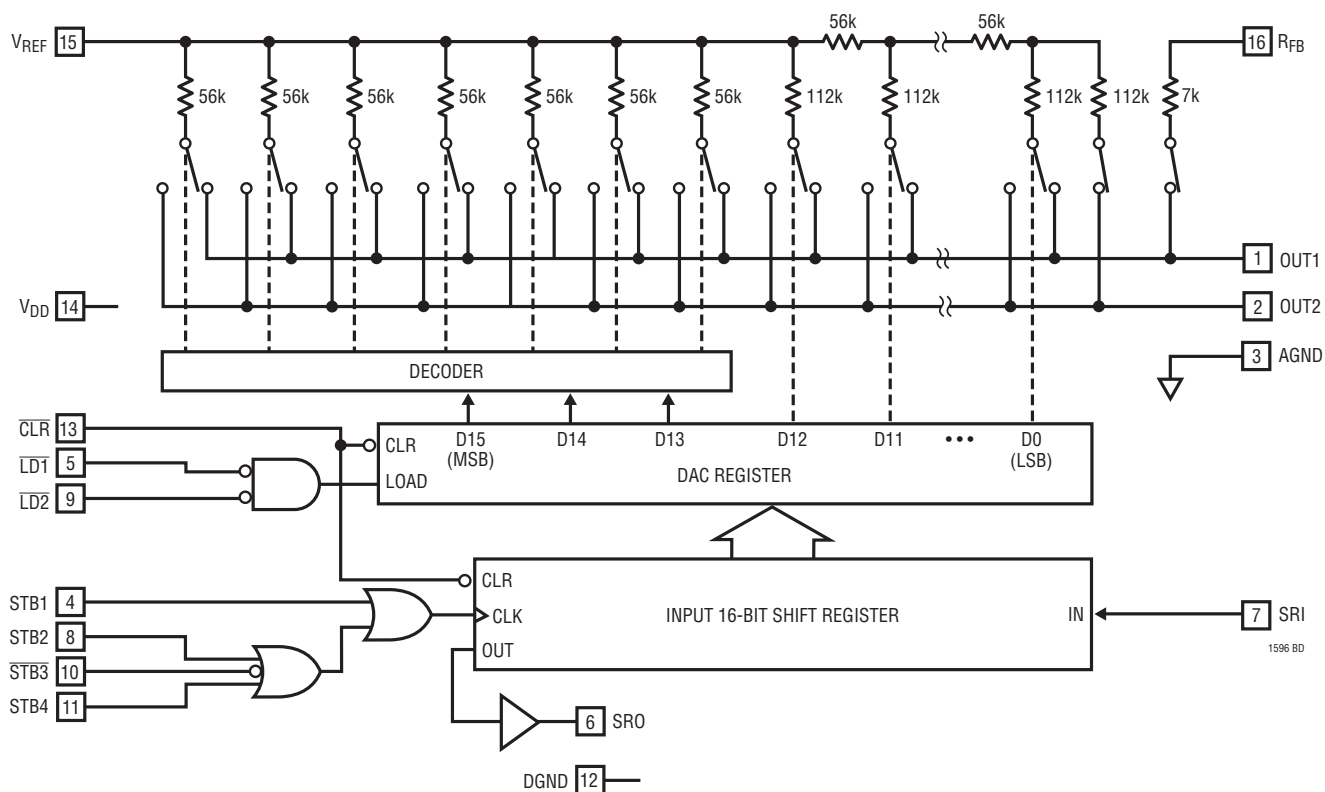 56k 56k
VREF 15 16 RFB
56k 56k 56k 56k 56k 56k 56k 112k 112k 112k 112k 7k
1 OUT1
VDD 14 2 OUT2
3 AGND
DECODER
CLR 13
CLR D15 D14 D13 D12 D11 ••• D0
(MSB) (LSB)
LD1 5
DAC REGISTER
LOAD
LD2 9
CLR
STB1 4
CLK INPUT 16-BIT SHIFT REGISTER IN 7 SRI
STB2 8
OUT
1596 BD
STB3 10
STB4 11
6 SRO
DGND 12